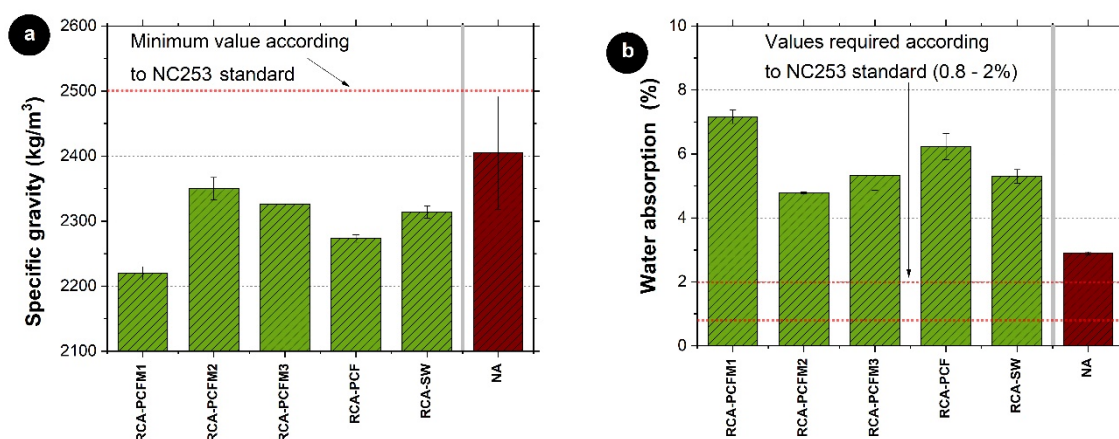 a
Minimum value according
to NC253 standard
Specific gravity (kg/m³)
2600
2500
2400
2300
2200
2100
RCA-PCFM1
RCA-PCFM2
RCA-PCFM3
RCA-PCF
RCA-SW
NA
b
Values required according
to NC253 standard (0.8 - 2%)
Water absorption (%)
10
8
6
4
2
0
RCA-PCFM1
RCA-PCFM2
RCA-PCFM3
RCA-PCF
RCA-SW
NA